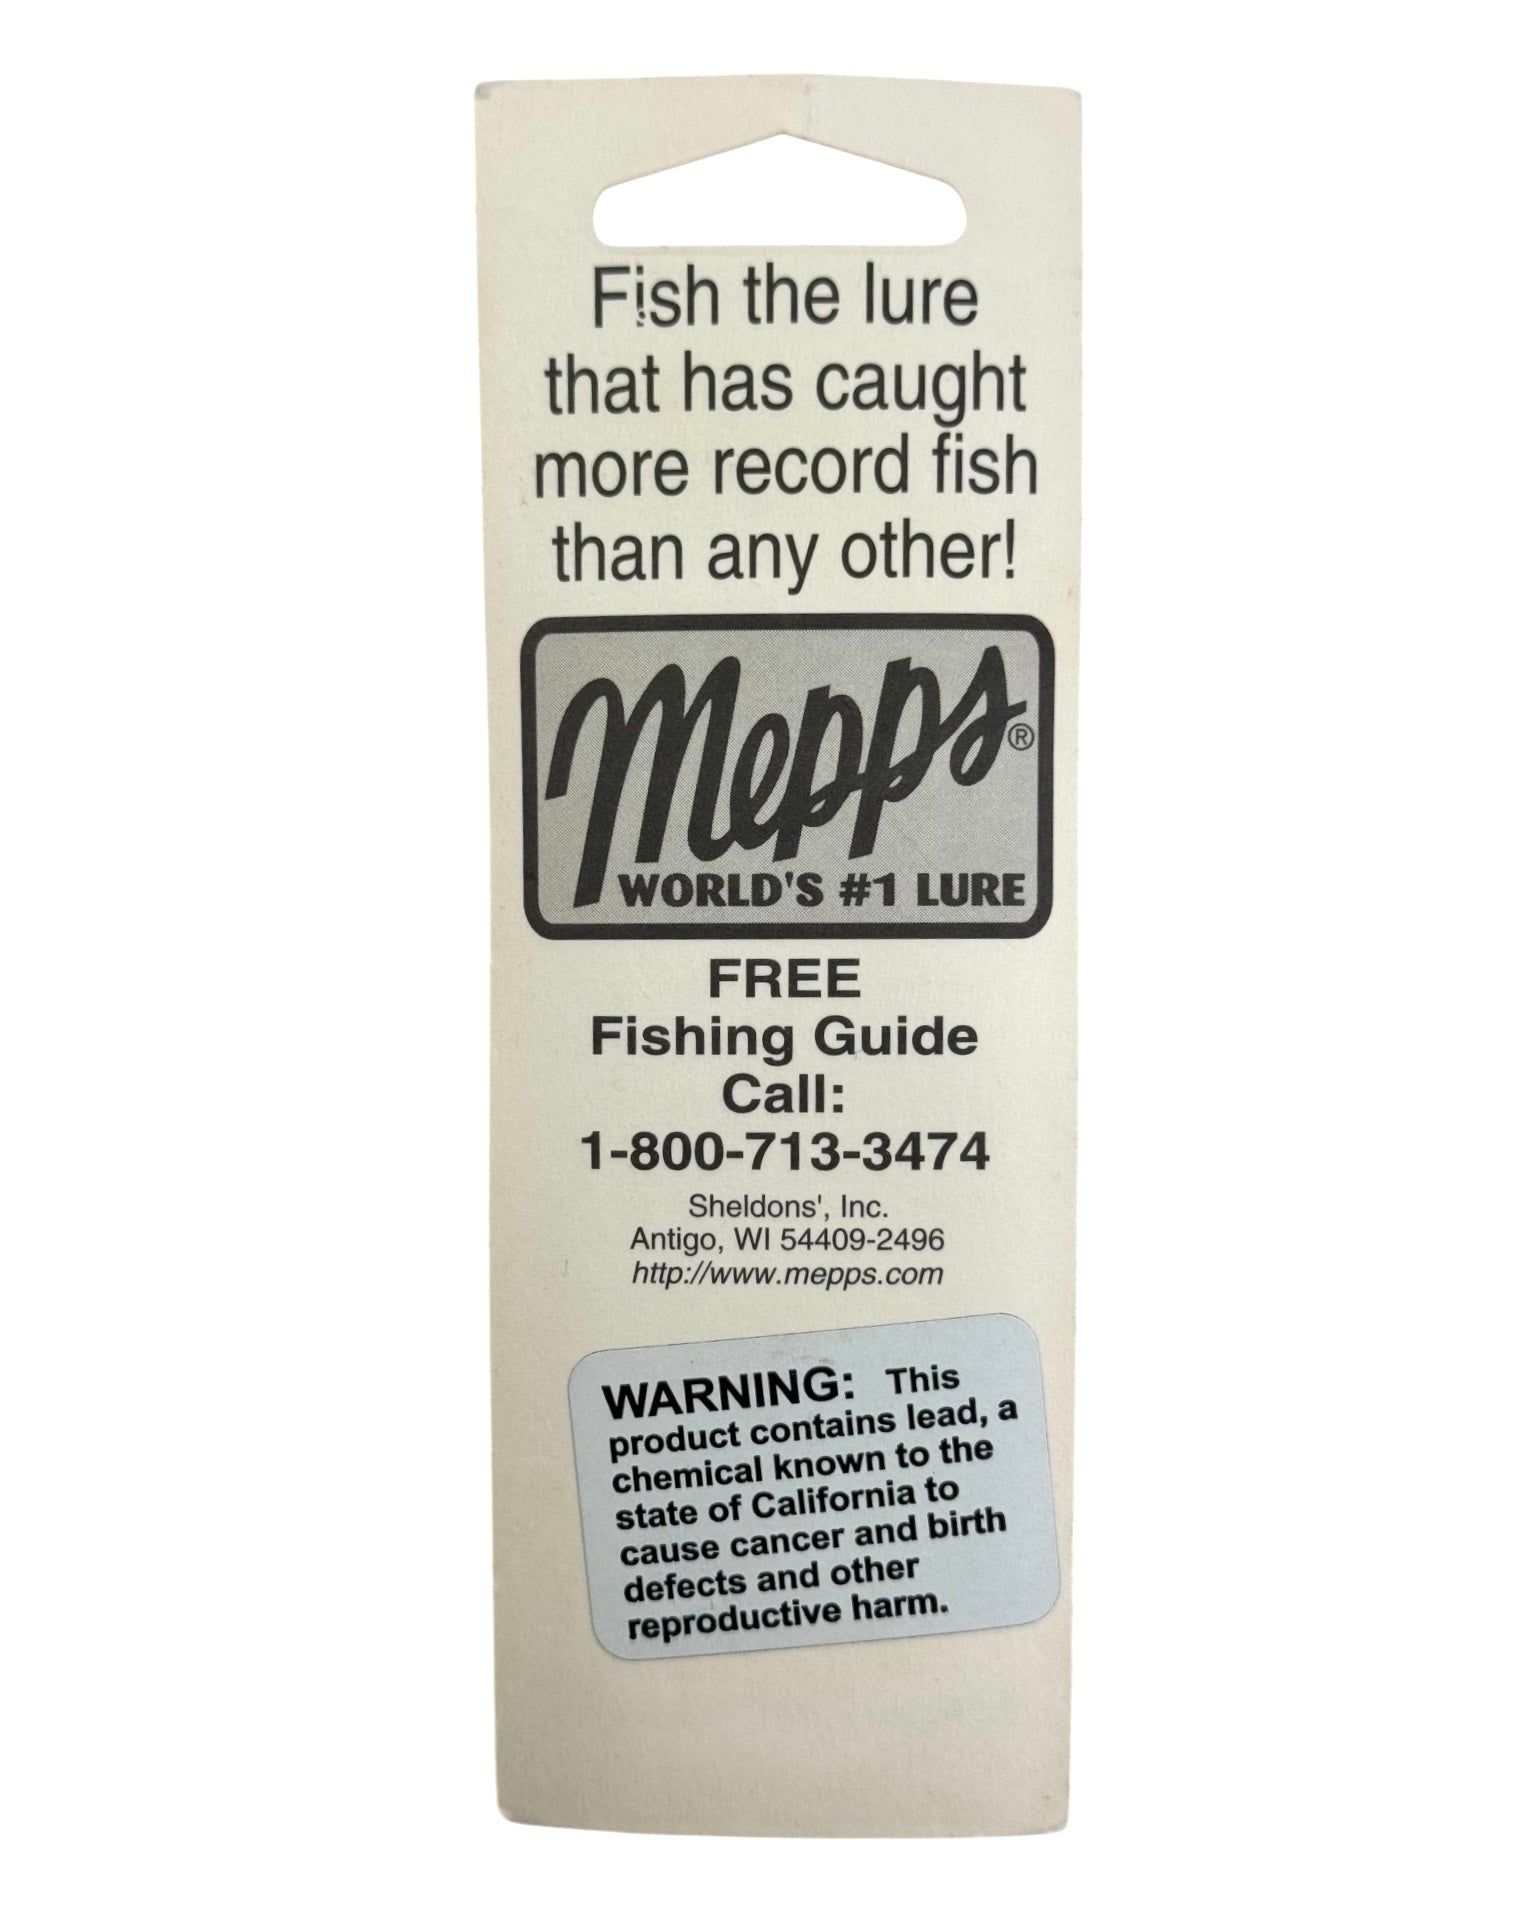 Fish the lure
that has caught
more record fish
than any other!
Mepps®
WORLD'S #1 LURE
FREE
Fishing Guide
Call:
1-800-713-3474
Sheldons', Inc.
Antigo, WI 54409-2496
http://www.mepps.com
WARNING: This
product contains lead, a
chemical known to the
state of California to
cause cancer and birth
defects and other
reproductive harm.